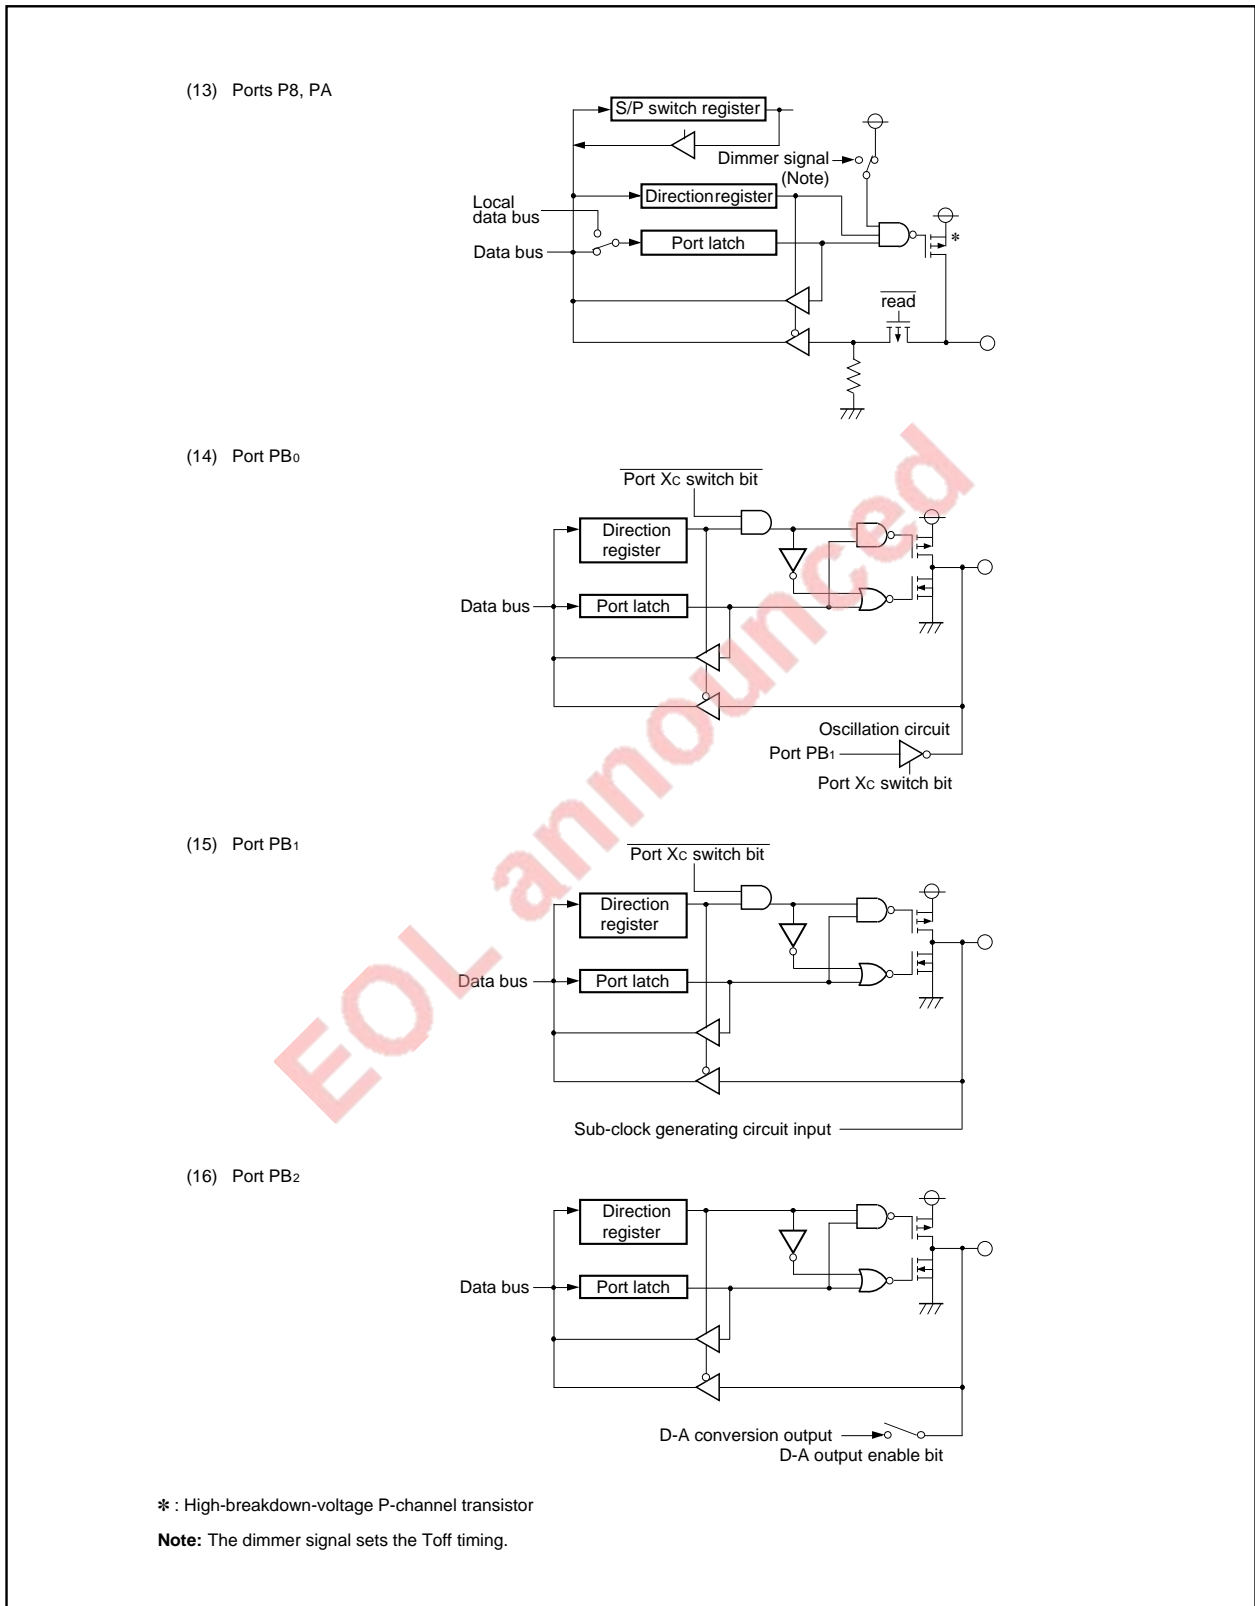 (13) Ports P8, PA
S/P switch register
Dimmer signal
(Note)
Direction register
Local
data bus
Port latch
Data bus
*
read
(14) Port PB0
Port XC switch bit
Direction
register
Data bus
Port latch
Oscillation circuit
Port PB1
Port XC switch bit
(15) Port PB1
Port XC switch bit
Direction
register
Data bus
Port latch
Sub-clock generating circuit input
(16) Port PB2
Direction
register
Data bus
Port latch
D-A conversion output
D-A output enable bit
* : High-breakdown-voltage P-channel transistor
Note: The dimmer signal sets the Toff timing.
EOL announced